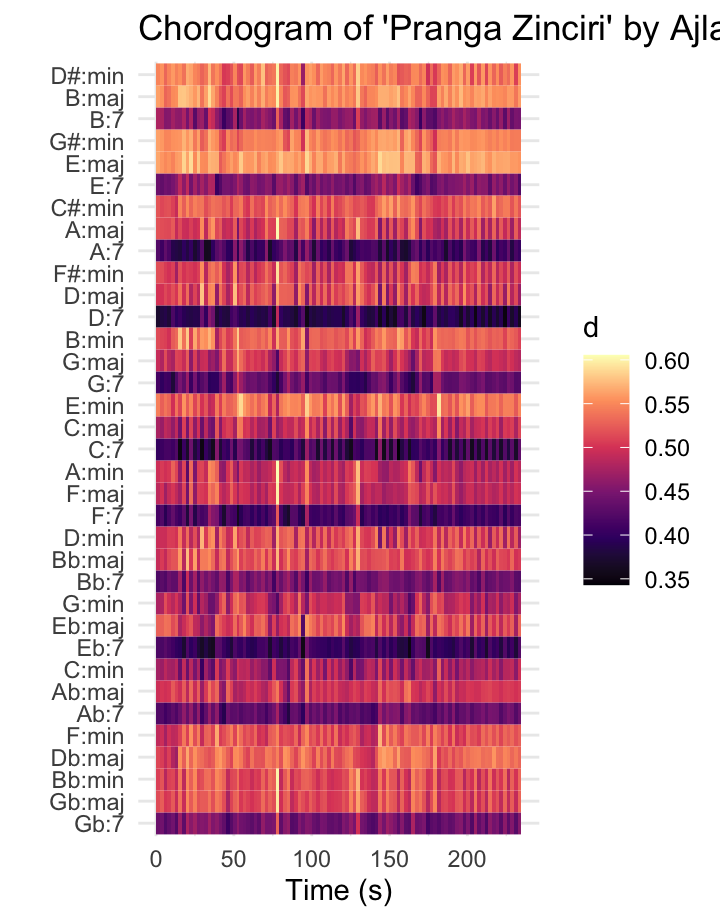 Chordogram of 'Pranga Zinciri' by Ajla
D#:min
B:maj
B:7
G#:min
E:maj
E:7
C#:min
A:maj
A:7
F#:min
D:maj
D:7
B:min
G:maj
G:7
E:min
C:maj
C:7
A:min
F:maj
F:7
D:min
Bb:maj
Bb:7
G:min
Eb:maj
Eb:7
C:min
Ab:maj
Ab:7
F:min
Db:maj
Bb:min
Gb:maj
Gb:7
0 50 100 150 200
Time (s)
d
0.60
0.55
0.50
0.45
0.40
0.35